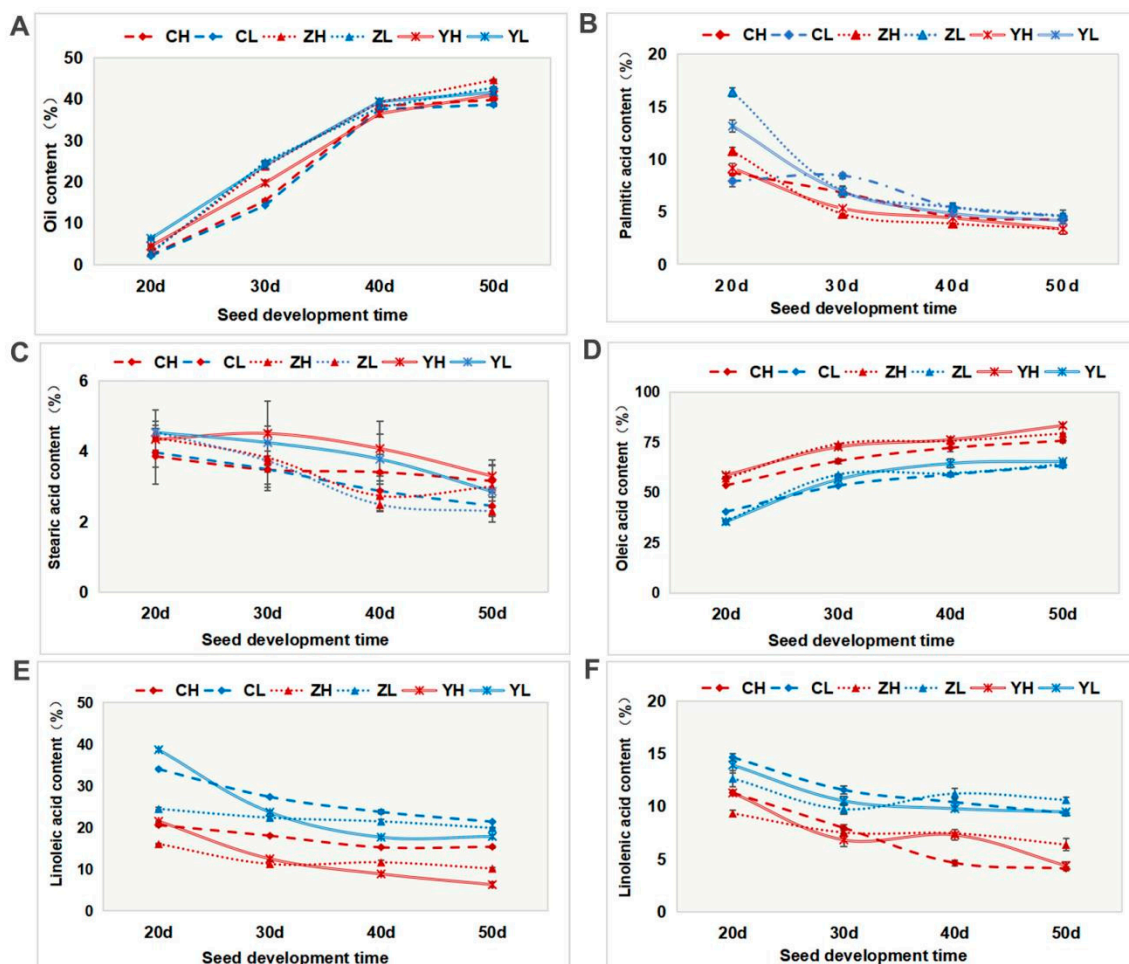 A
CH CL ZH ZL YH YL
Oil content (%)
50
40
30
20
10
0
20d 30d 40d 50d
Seed development time
B
CH CL ZH ZL YH YL
Palmitic acid content (%)
20
15
10
5
0
20d 30d 40d 50d
Seed development time
C
CH CL ZH ZL YH YL
Stearic acid content (%)
6
4
2
0
20d 30d 40d 50d
Seed development time
D
CH CL ZH ZL YH YL
Oleic acid content (%)
100
75
50
25
0
20d 30d 40d 50d
Seed development time
E
CH CL ZH ZL YH YL
Linoleic acid content (%)
50
40
30
20
10
0
20d 30d 40d 50d
Seed development time
F
CH CL ZH ZL YH YL
Linolenic acid content (%)
20
15
10
5
0
20d 30d 40d 50d
Seed development time